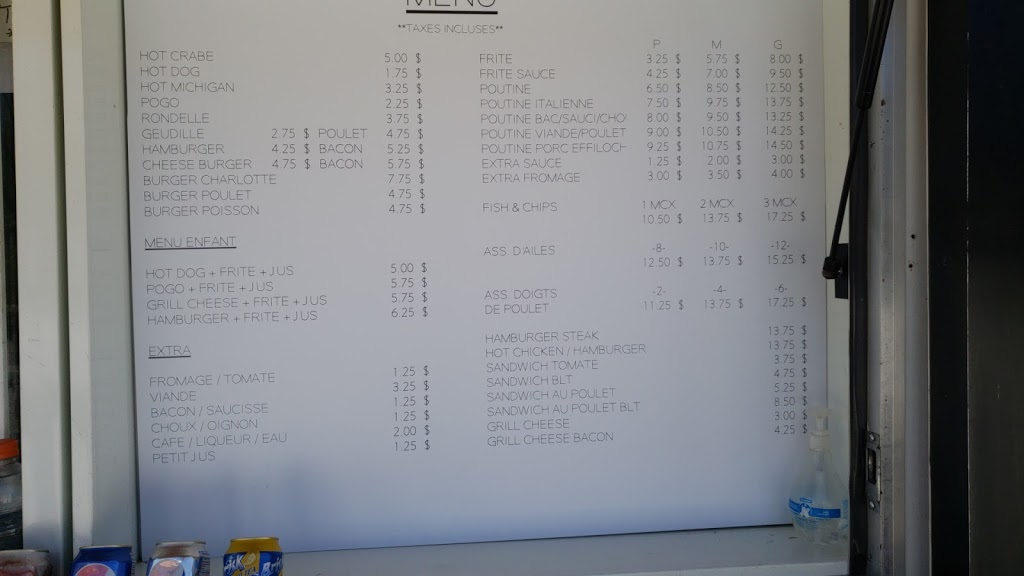 MENU
**TAXES INCLUSES**
HOT CRABE 5.00 $
HOT DOG 1.75 $
HOT MICHIGAN 3.25 $
POGO 2.25 $
RONDELLE 3.75 $
GEUDILLE 2.75 $ POULET 4.75 $
HAMBURGER 4.25 $ BACON 5.25 $
CHEESE BURGER 4.75 $ BACON 5.75 $
BURGER CHARLOTTE 7.75 $
BURGER POULET 4.75 $
BURGER POISSON 4.75 $
MENU ENFANT
HOT DOG + FRITE + JUS 5.00 $
POGO + FRITE + JUS 5.75 $
GRILL CHEESE + FRITE + JUS 5.75 $
HAMBURGER + FRITE + JUS 6.25 $
EXTRA
FROMAGE / TOMATE 1.25 $
VIANDE 3.25 $
BACON / SAUCISSE 1.25 $
CHOUX / OIGNON 1.25 $
CAFE / LIQUEUR / EAU 2.00 $
PETIT JUS 1.25 $
P M G
FRITE 3.25 $ 5.75 $ 8.00 $
FRITE SAUCE 4.25 $ 7.00 $ 9.50 $
POUTINE 6.50 $ 8.50 $ 12.50 $
POUTINE ITALIENNE 7.50 $ 9.75 $ 13.75 $
POUTINE BAC/SAUCI/CHO 8.00 $ 9.50 $ 13.25 $
POUTINE VIANDE/POULET 9.00 $ 10.50 $ 14.25 $
POUTINE PORC EFFILOCH 9.25 $ 10.75 $ 14.50 $
EXTRA SAUCE 1.25 $ 2.00 $ 3.00 $
EXTRA FROMAGE 3.00 $ 3.50 $ 4.00 $
FISH & CHIPS 1 MCX 2 MCX 3 MCX
10.50 $ 13.75 $ 17.25 $
ASS. D'AILES -8- -10- -12-
12.50 $ 13.75 $ 15.25 $
ASS. DOIGTS -2- -4- -6-
DE POULET 11.25 $ 13.75 $ 17.25 $
HAMBURGER STEAK 13.75 $
HOT CHICKEN / HAMBURGER 13.75 $
SANDWICH TOMATE 3.75 $
SANDWICH BLT 4.75 $
SANDWICH AU POULET 5.25 $
SANDWICH AU POULET BLT 8.50 $
GRILL CHEESE 3.00 $
GRILL CHEESE BACON 4.25 $